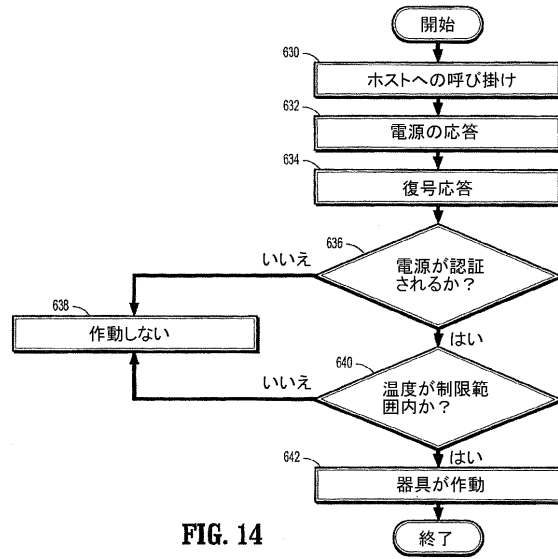 開始
630
ホストへの呼び掛け
632
電源の応答
634
復号応答
636
電源が認証
されるか?
いいえ
638
作動しない
はい
640
温度が制限範
囲内か?
いいえ
はい
642
器具が作動
終了
FIG. 14